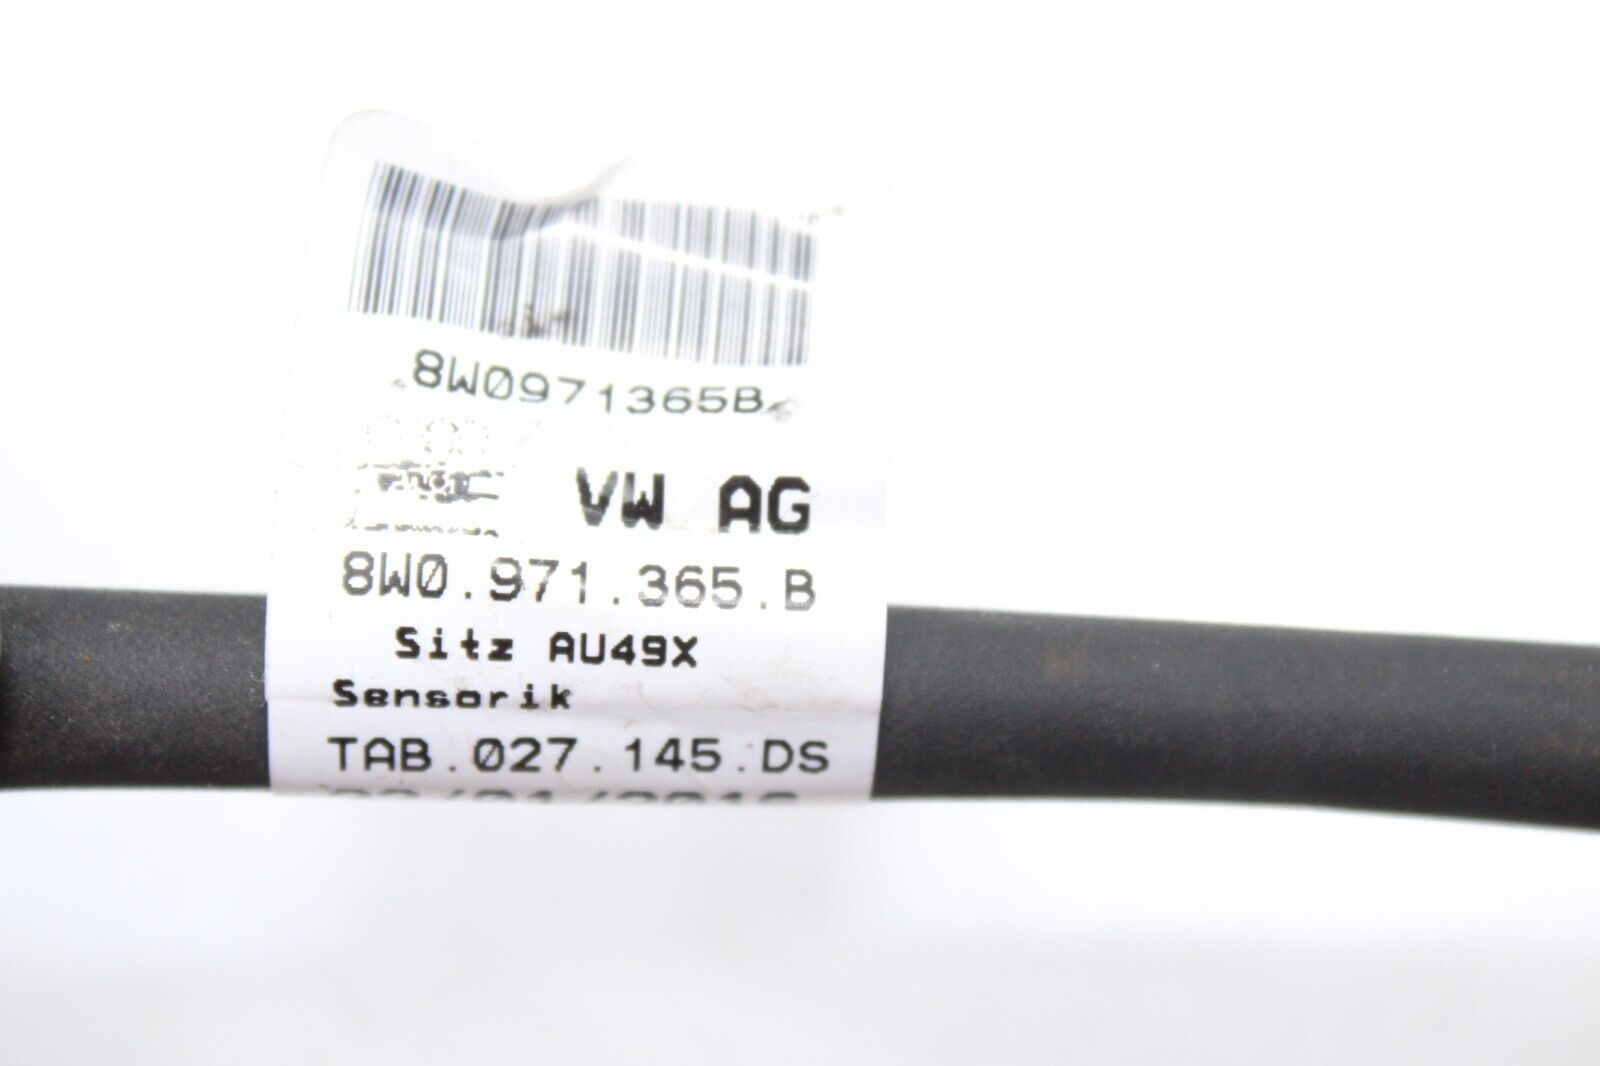 8W0971365B
VW AG
8W0.971.365.B
Sitz AU49X
Sensorik
TAB.027.145.DS